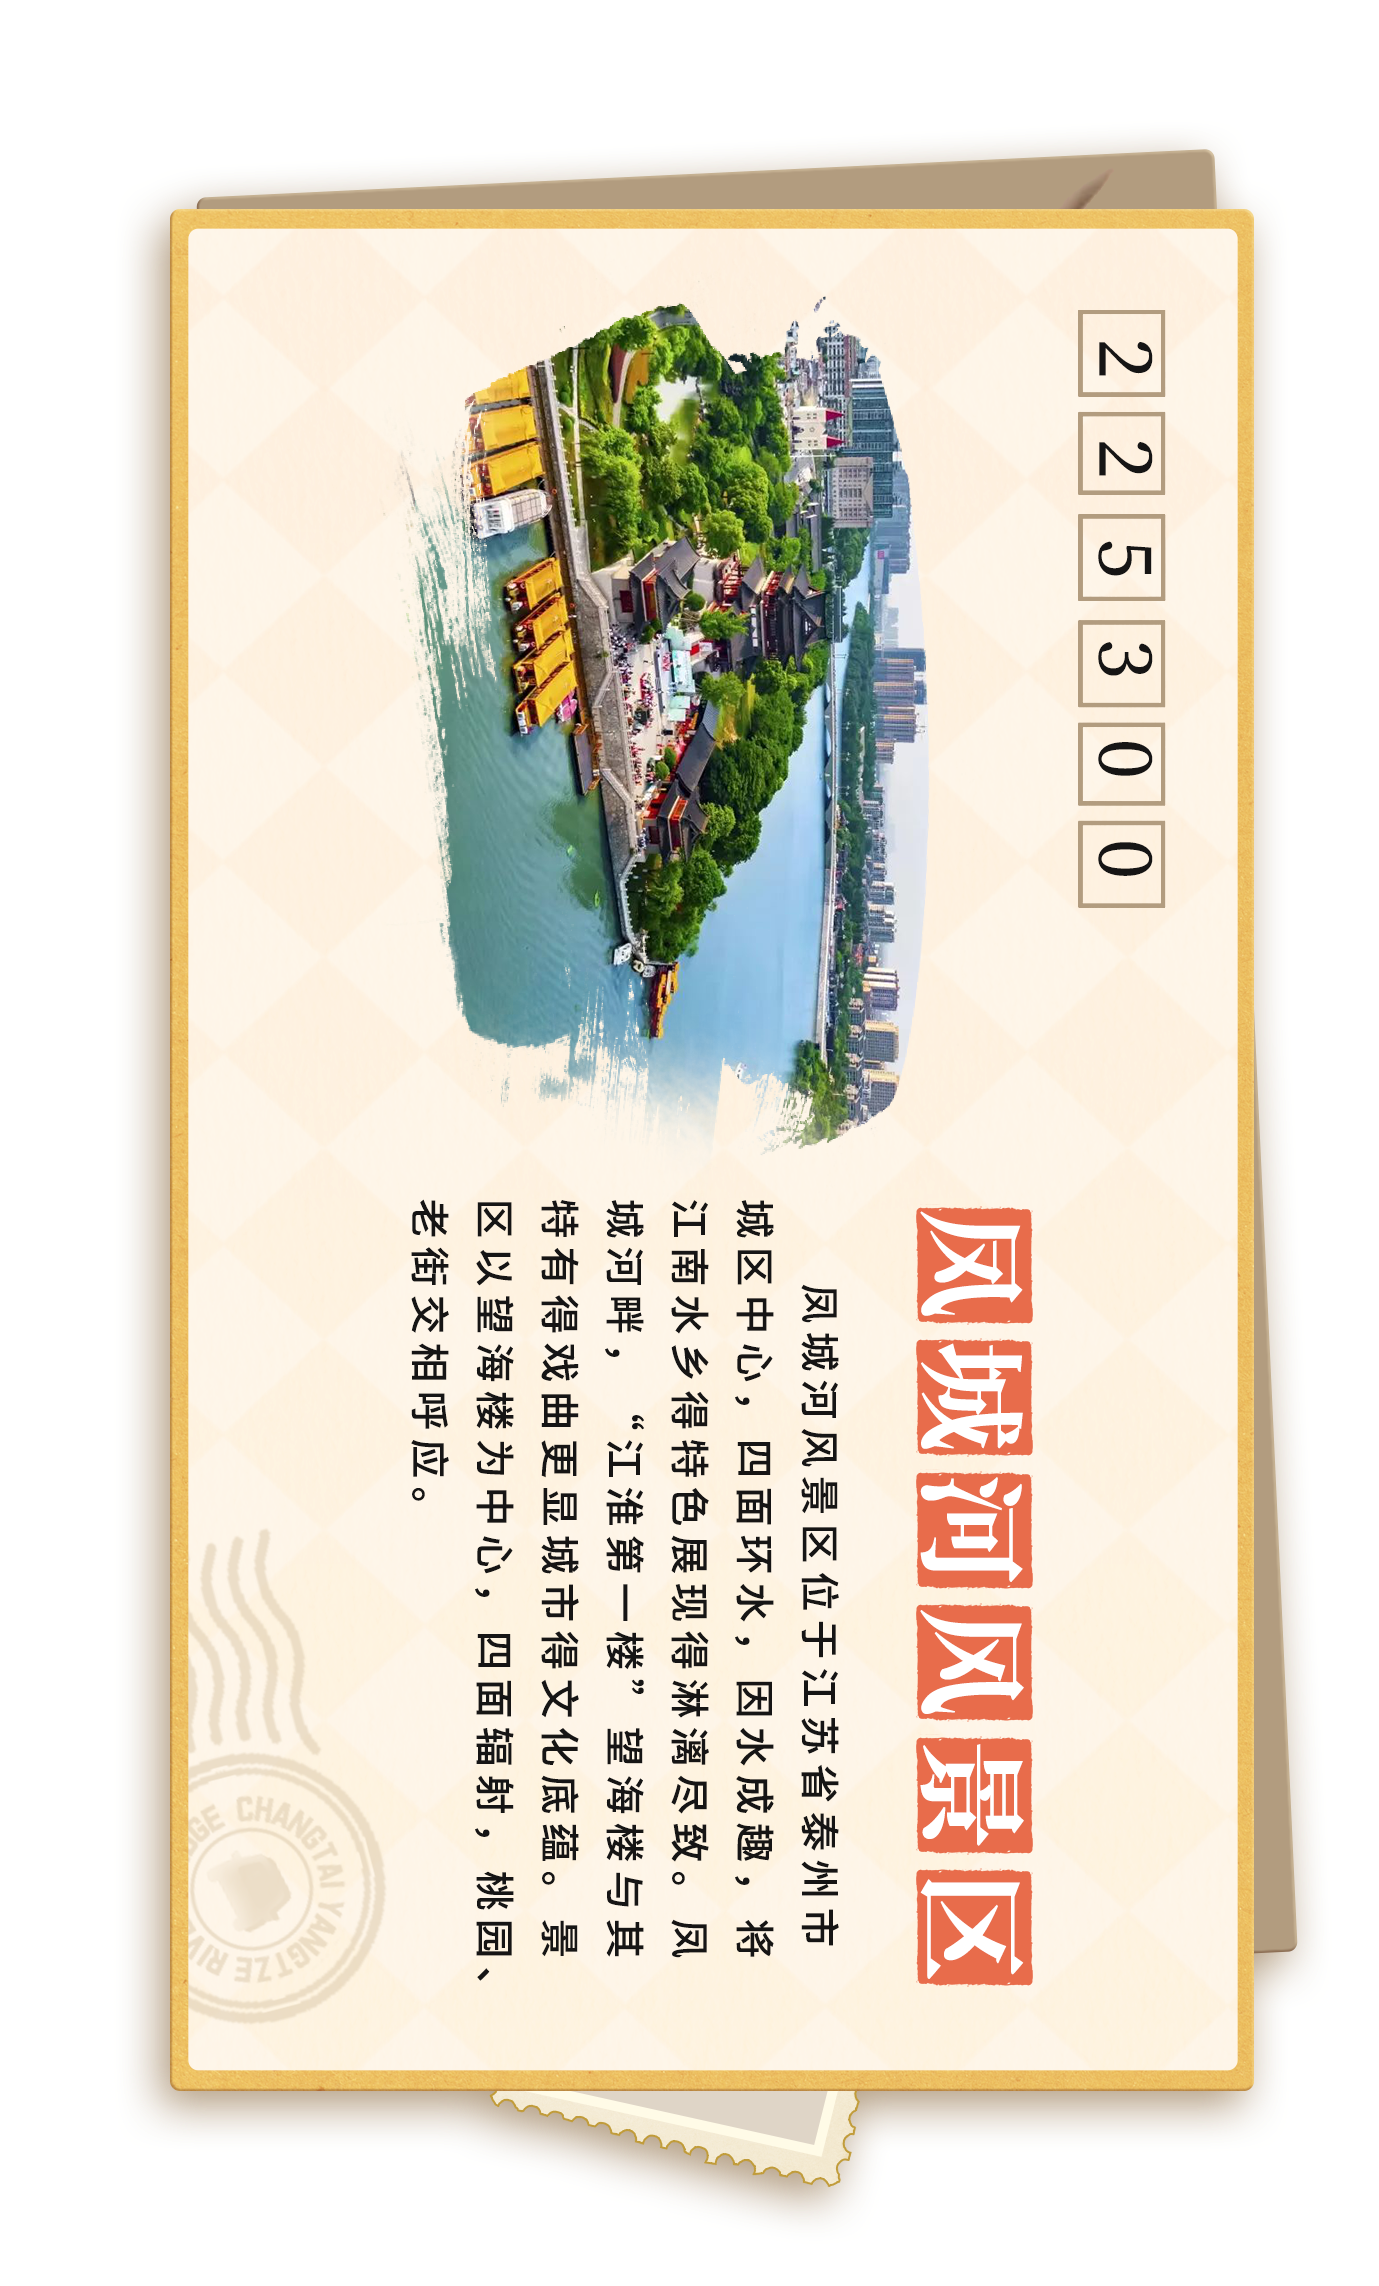 225300
凤城河风景区
凤城河风景区位于江苏省泰州市
城区中心，四面环水，因水成趣，将
江南水乡得特色展现得淋漓尽致。凤
城河畔，“江淮第一楼”望海楼与其
特有得戏曲更显城市得文化底蕴。景
区以望海楼为中心，四面辐射，桃园、
老街交相呼应。
CHANGTAI YANGTZE